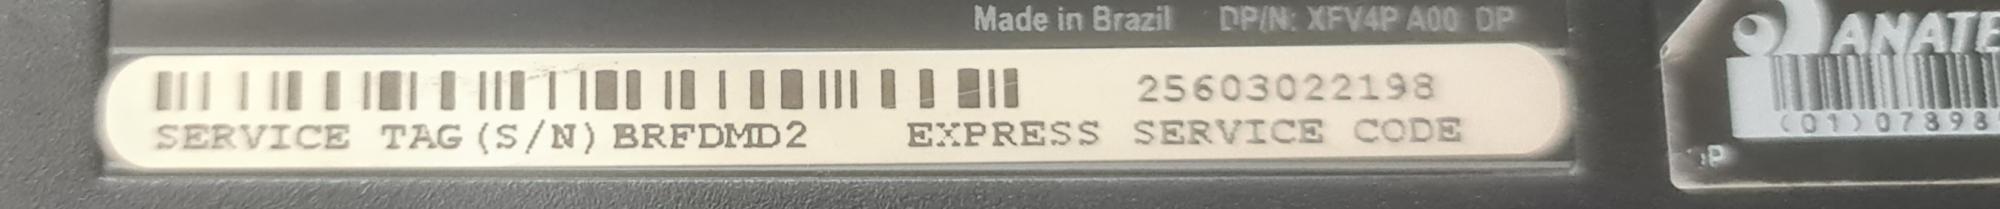 Made in Brazil DP/N: XFV4P A00 DP
25603022198
SERVICE TAG (S/N) BRFDMD2 EXPRESS SERVICE CODE
ANATE
(01)07898